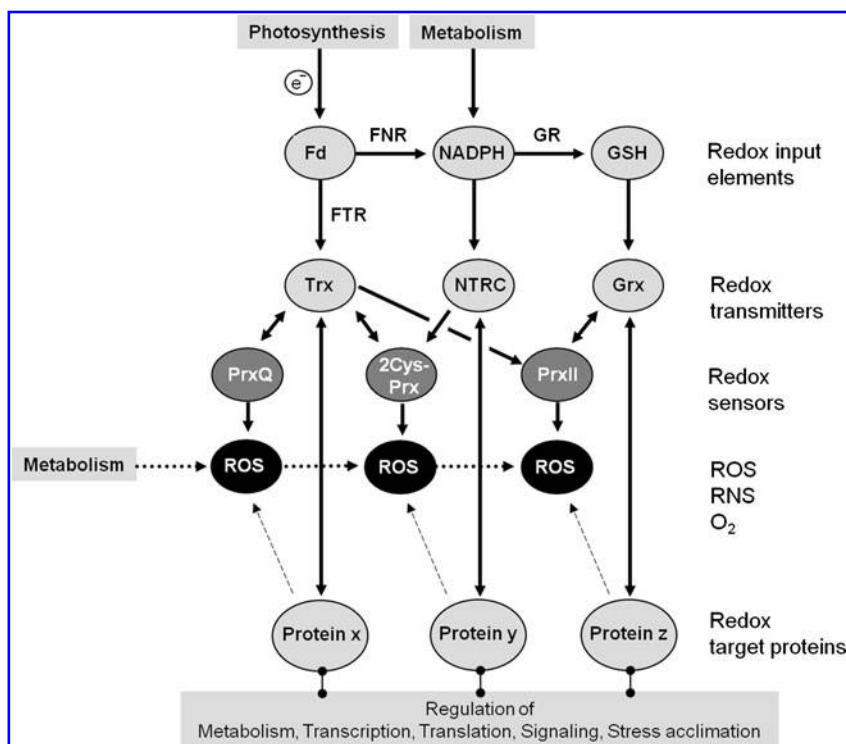 Photosynthesis
Metabolism
e⁻
FNR
GR
Fd
NADPH
GSH
Redox input
elements
FTR
Trx
NTRC
Grx
Redox
transmitters
PrxQ
2Cys-
Prx
PrxII
Redox
sensors
Metabolism
ROS
ROS
ROS
ROS
RNS
O₂
Protein x
Protein y
Protein z
Redox
target proteins
Regulation of
Metabolism, Transcription, Translation, Signaling, Stress acclimation